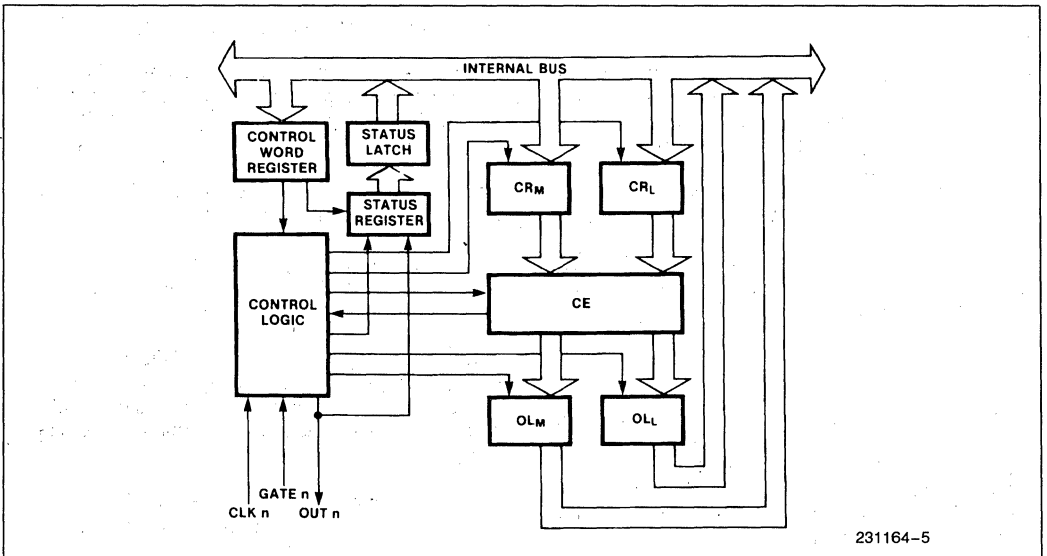 INTERNAL BUS
CONTROL
WORD
REGISTER
STATUS
LATCH
STATUS
REGISTER
CRM
CRL
CONTROL
LOGIC
CE
OLM
OLL
GATE n
CLK n
OUT n
231164-5